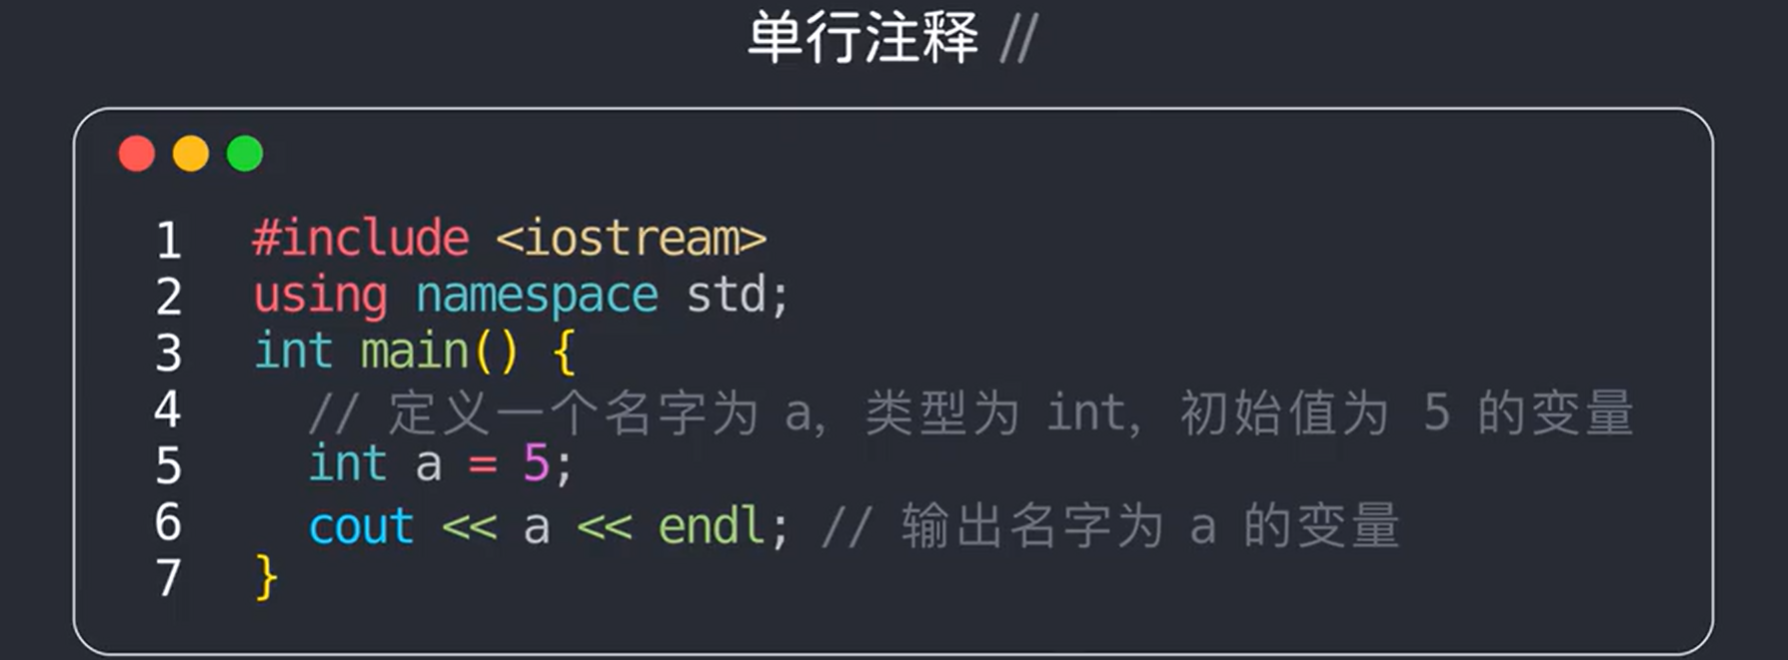 单行注释 //
1 #include <iostream>
2 using namespace std;
3 int main() {
4 // 定义一个名字为 a, 类型为 int, 初始值为 5 的变量
5 int a = 5;
6 cout << a << endl; // 输出名字为 a 的变量
7 }